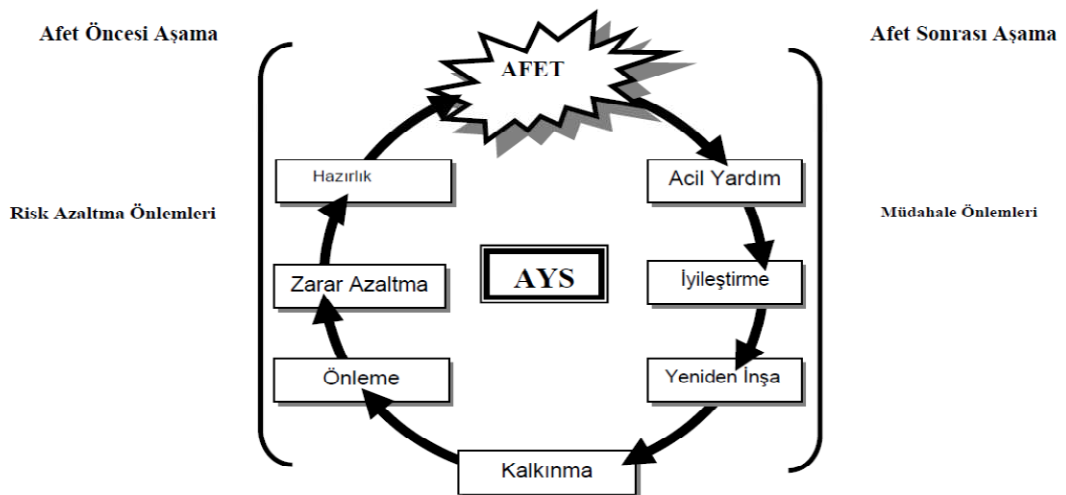 Afet Öncesi Aşama
Afet Sonrası Aşama
AFET
Hazırlık
Acil Yardım
Risk Azaltma Önlemleri
Müdahale Önlemleri
Zarar Azaltma
AYS
İyileştirme
Önleme
Yeniden İnşa
Kalkınma